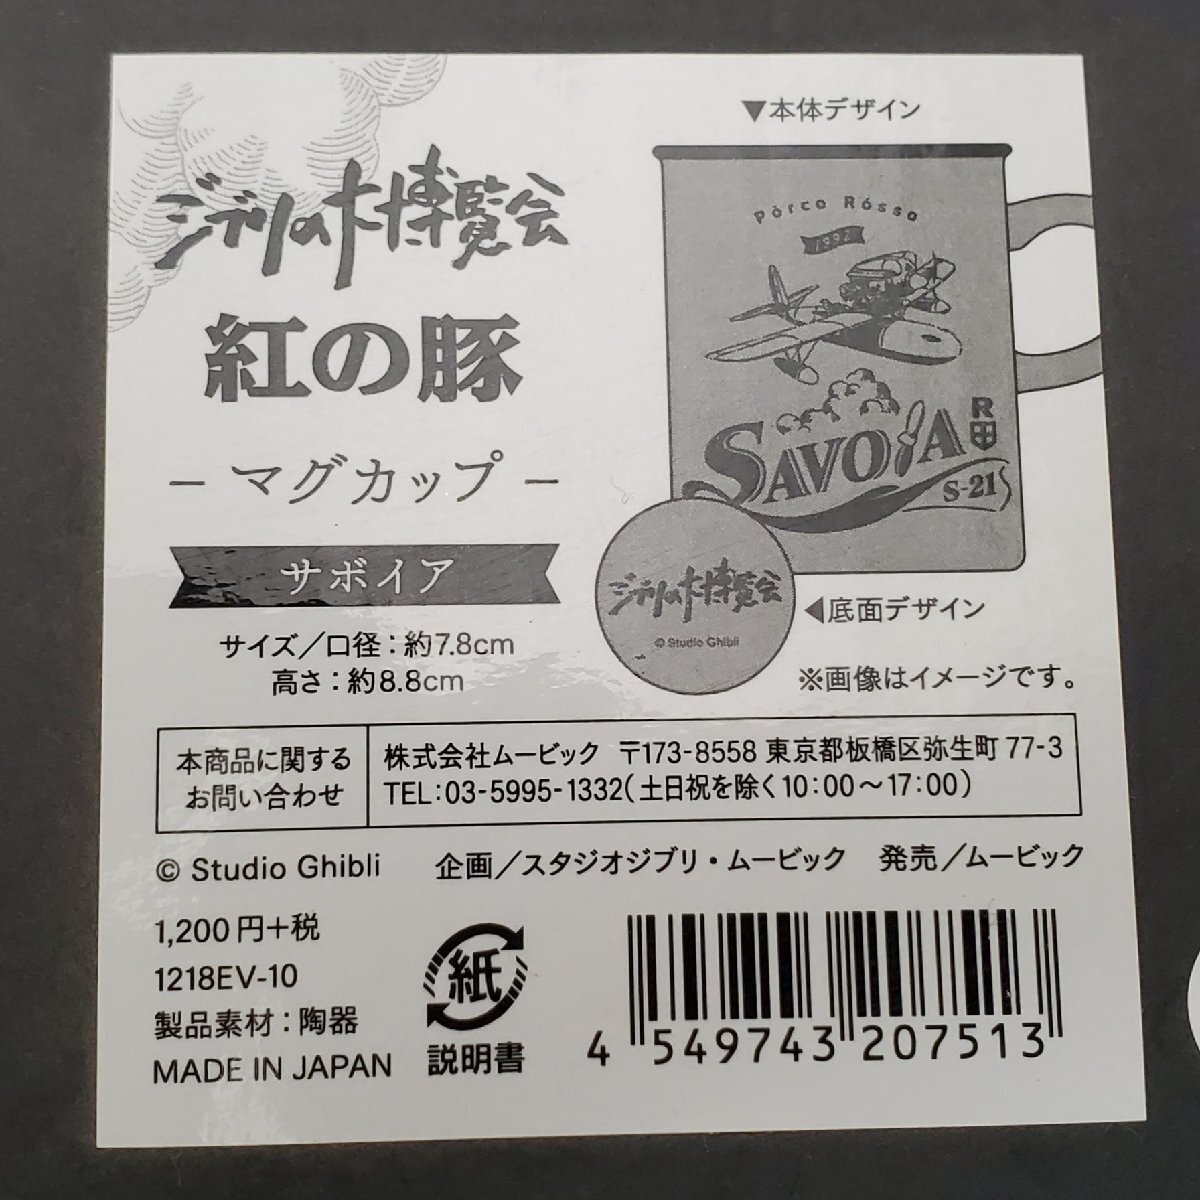 ジブリの大博覧会
紅の豚
- マグカップ -
サボイア
サイズ／口径：約7.8cm
高さ：約8.8cm
▼本体デザイン
Pòrco Rósso
1992
SAVOIA
R
S-21
ジブリの大博覧会
© Studio Ghibli
◀底面デザイン
※画像はイメージです。
本商品に関する
お問い合わせ
株式会社ムービック 〒173-8558 東京都板橋区弥生町 77-3
TEL:03-5995-1332(土日祝を除く10:00〜17:00)
© Studio Ghibli 企画／スタジオジブリ・ムービック 発売／ムービック
1,200円+税
1218EV-10
製品素材：陶器
MADE IN JAPAN
紙
説明書
4 549743 207513